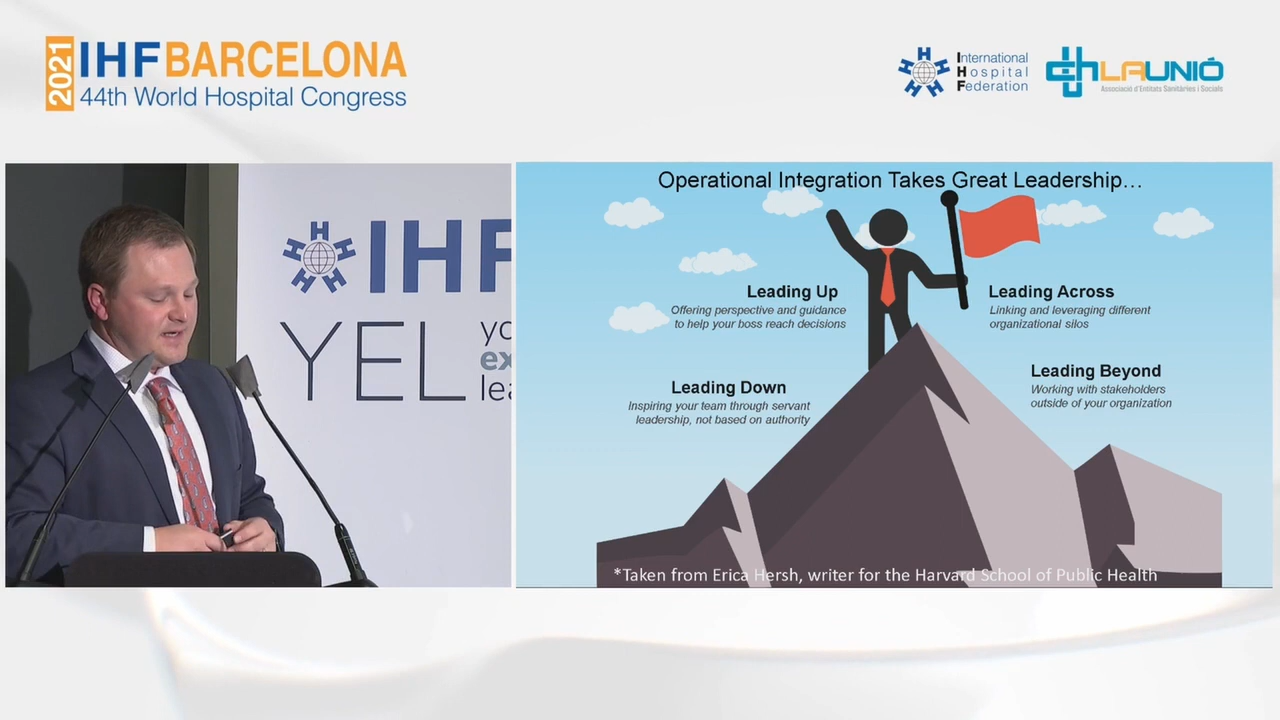 2021
IHF BARCELONA
44th World Hospital Congress
International
Hospital
Federation
LAUNIÓ
Associació d'Entitats Sanitàries i Socials
IHF
YEL
Operational Integration Takes Great Leadership…
Leading Up
Offering perspective and guidance
to help your boss reach decisions
Leading Across
Linking and leveraging different
organizational silos
Leading Down
Inspiring your team through servant
leadership, not based on authority
Leading Beyond
Working with stakeholders
outside of your organization
*Taken from Erica Hersh, writer for the Harvard School of Public Health